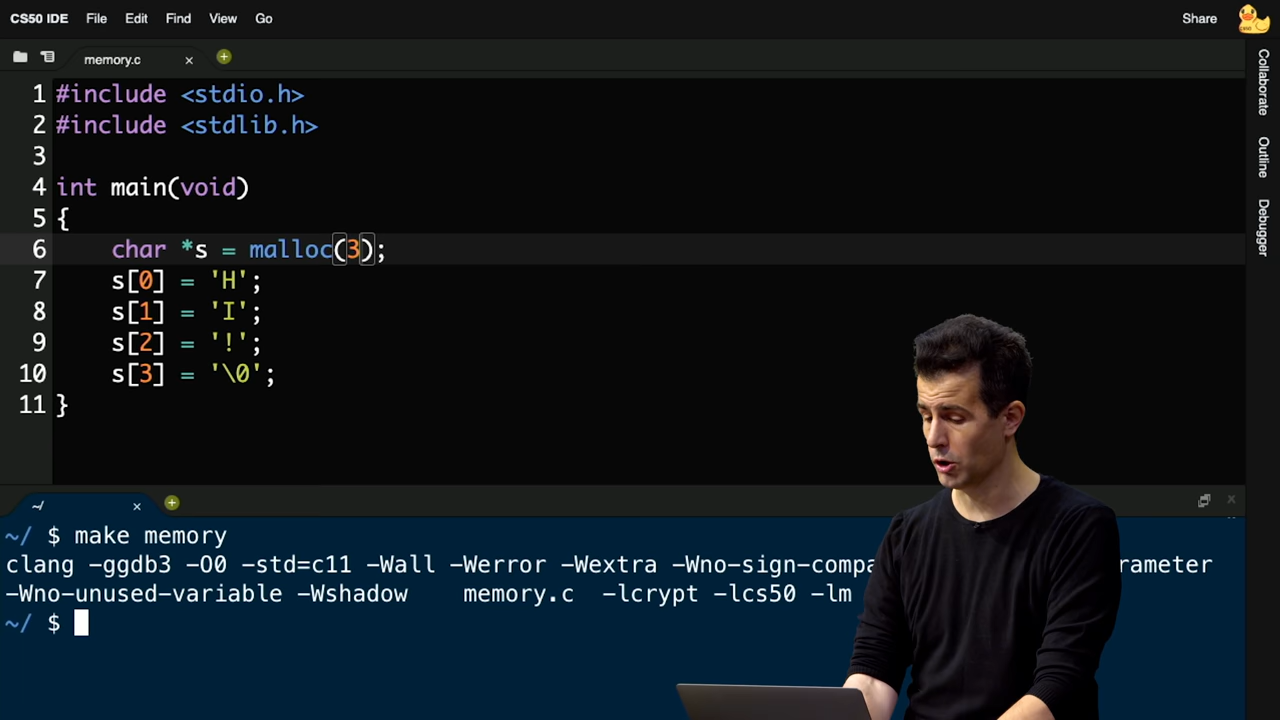 CS50 IDE File Edit Find View Go Share
memory.c
1 #include <stdio.h>
2 #include <stdlib.h>
3
4 int main(void)
5 {
6     char *s = malloc(3);
7     s[0] = 'H';
8     s[1] = 'I';
9     s[2] = '!';
10     s[3] = '\0';
11 }
Collaborate
Outline
Debugger
~/
~/ $ make memory
clang -ggdb3 -O0 -std=c11 -Wall -Werror -Wextra -Wno-sign-compa rameter
-Wno-unused-variable -Wshadow    memory.c  -lcrypt -lcs50 -lm
~/ $